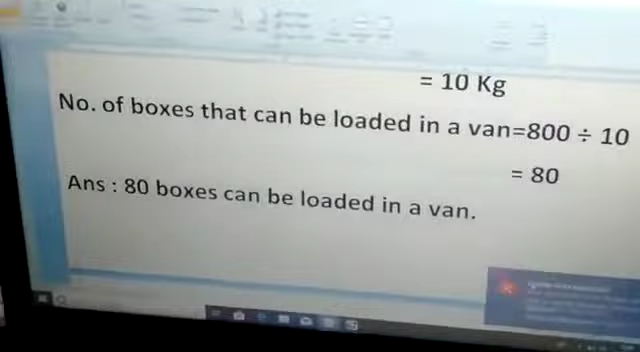 = 10 Kg
No. of boxes that can be loaded in a van=800 ÷ 10
= 80
Ans : 80 boxes can be loaded in a van.